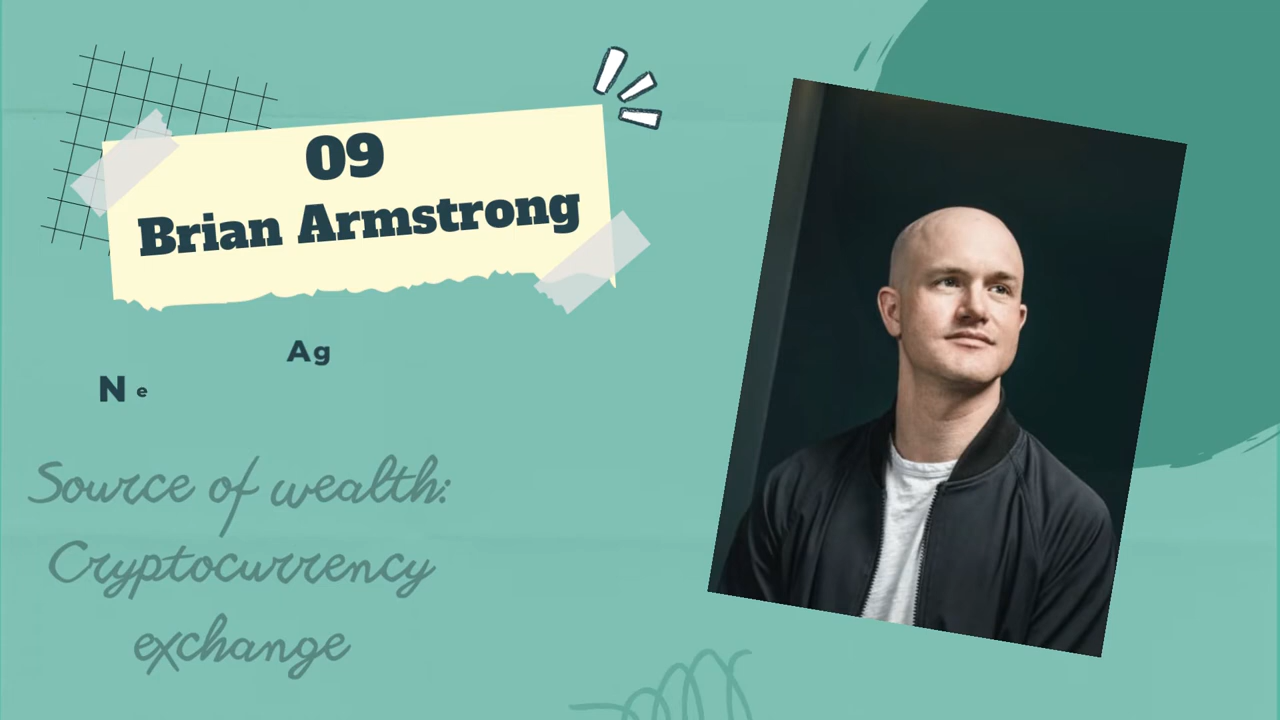 09
Brian Armstrong
Ag
N e
Source of wealth:
Cryptocurrency
exchange